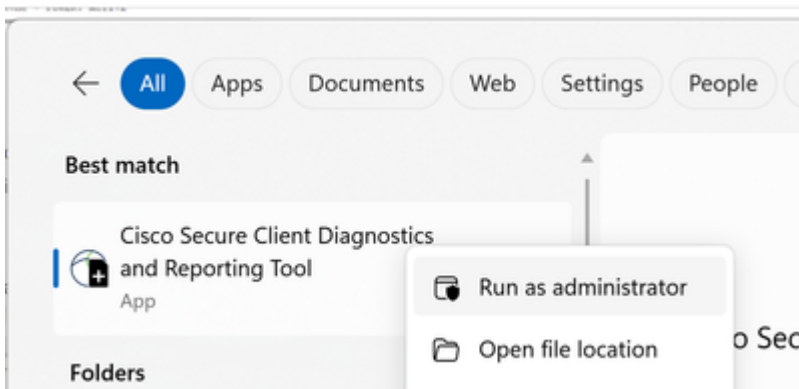 All Apps Documents Web Settings People
Best match
Cisco Secure Client Diagnostics
and Reporting Tool
App
Run as administrator
Open file location
o Sec
Folders